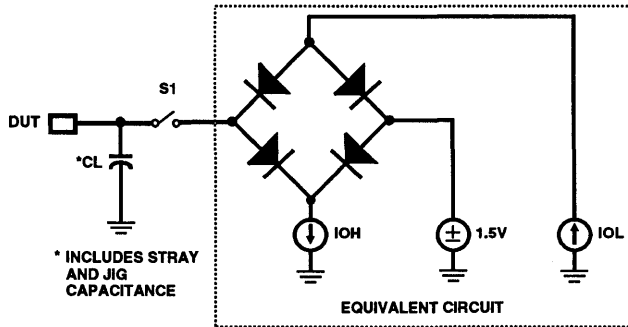 S1
DUT
*CL
IOH
± 1.5V
IOL
* INCLUDES STRAY
AND JIG
CAPACITANCE
EQUIVALENT CIRCUIT